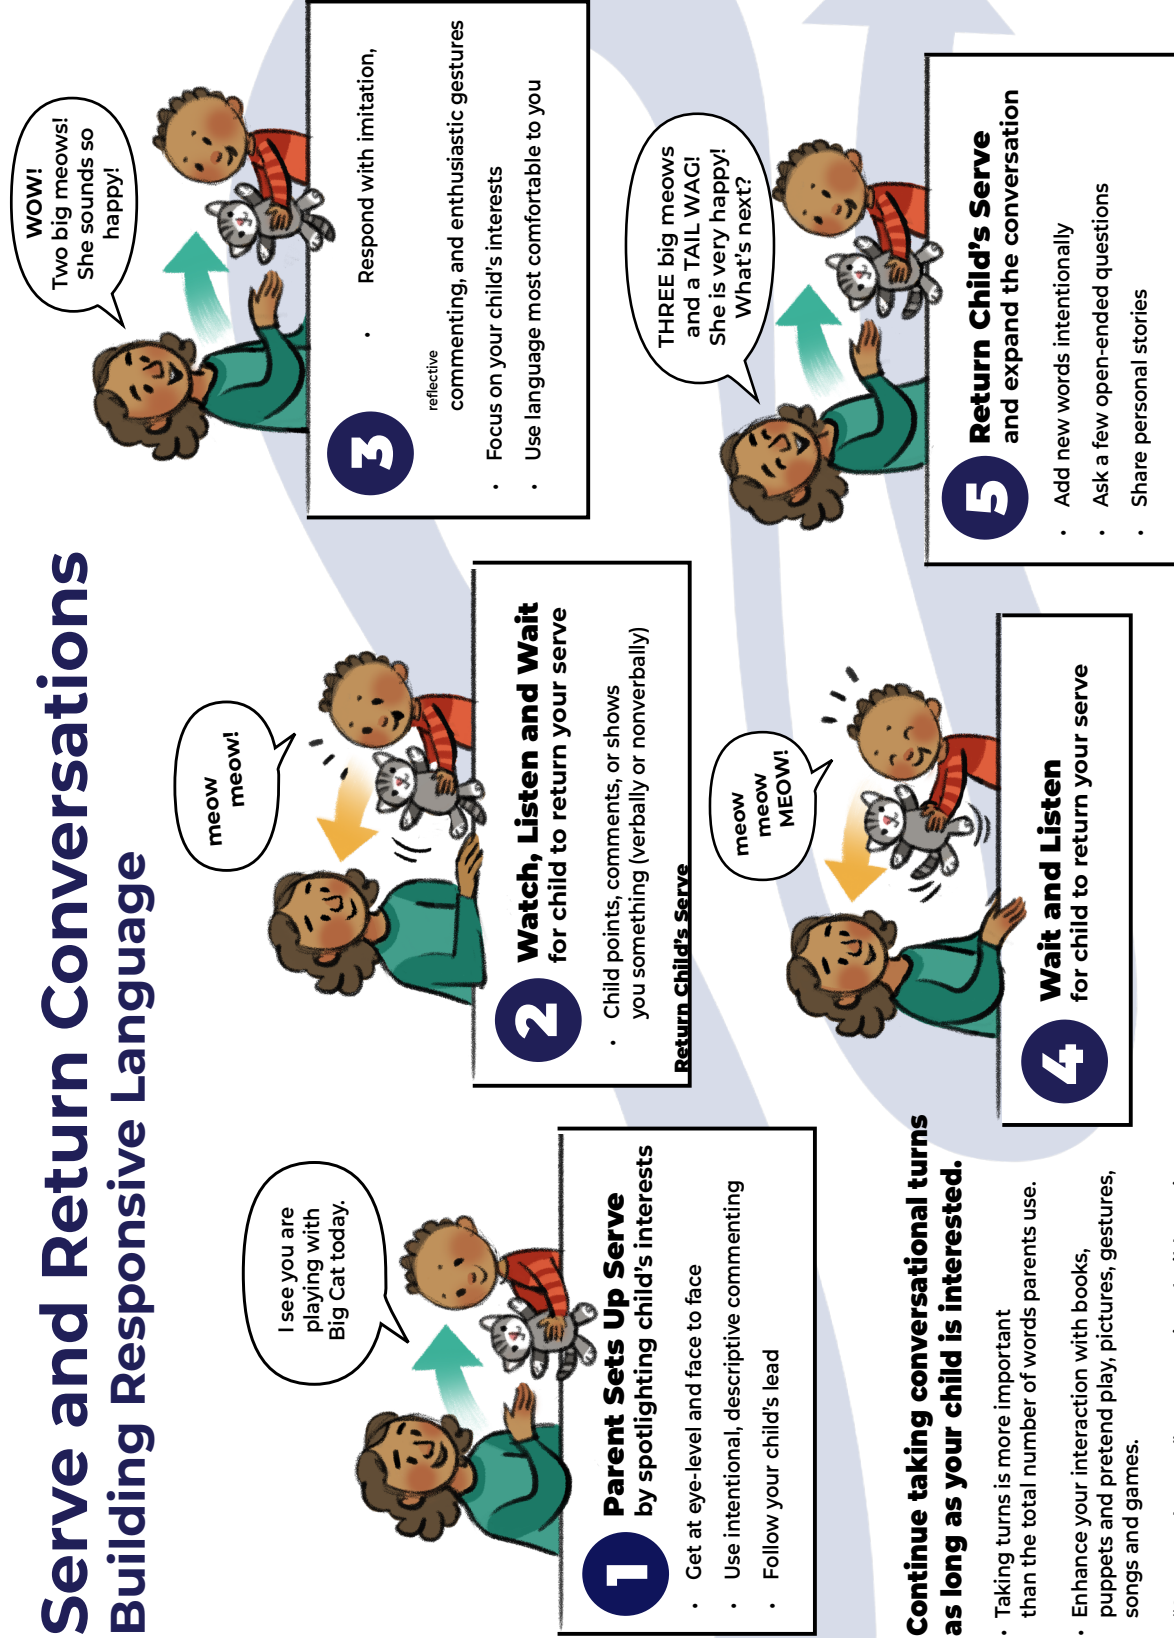 Serve and Return Conversations
Building Responsive Language
I see you are
playing with
Big Cat today.
1
Parent Sets Up Serve
by spotlighting child's interests
• Get at eye-level and face to face
• Use intentional, descriptive commenting
• Follow your child's lead
meow
meow!
2
Watch, Listen and Wait
for child to return your serve
• Child points, comments, or shows
you something (verbally or nonverbally)
Return Child's Serve
WOW!
Two big meows!
She sounds so
happy!
3
• Respond with imitation,
reflective
commenting, and enthusiastic gestures
• Focus on your child's interests
• Use language most comfortable to you
meow
meow
MEOW!
4
Wait and Listen
for child to return your serve
THREE big meows
and a TAIL WAG!
She is very happy!
What's next?
5
Return Child's Serve
and expand the conversation
• Add new words intentionally
• Ask a few open-ended questions
• Share personal stories
Continue taking conversational turns
as long as your child is interested.
• Taking turns is more important
than the total number of words parents use.
• Enhance your interaction with books,
puppets and pretend play, pictures, gestures,
songs and games.